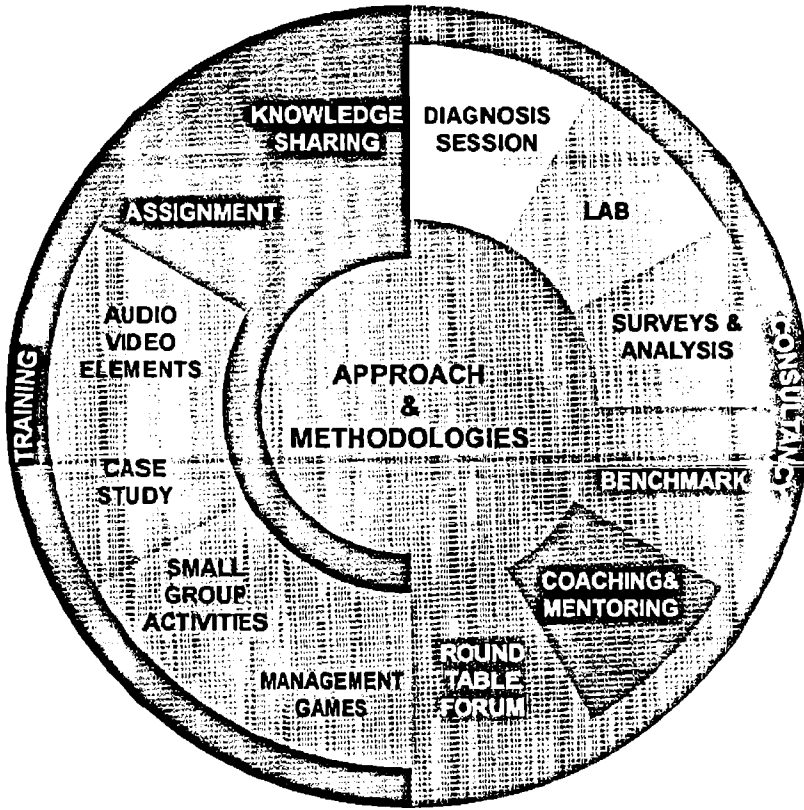 KNOWLEDGE
SHARING
DIAGNOSIS
SESSION
ASSIGNMENT
LAB
AUDIO
VIDEO
ELEMENTS
SURVEYS &
ANALYSIS
TRAINING
APPROACH
&
METHODOLOGIES
CONSULTANC
CASE
STUDY
BENCHMARK
SMALL
GROUP
ACTIVITIES
COACHING&
MENTORING
MANAGEMENT
GAMES
ROUND
TABLE
FORUM